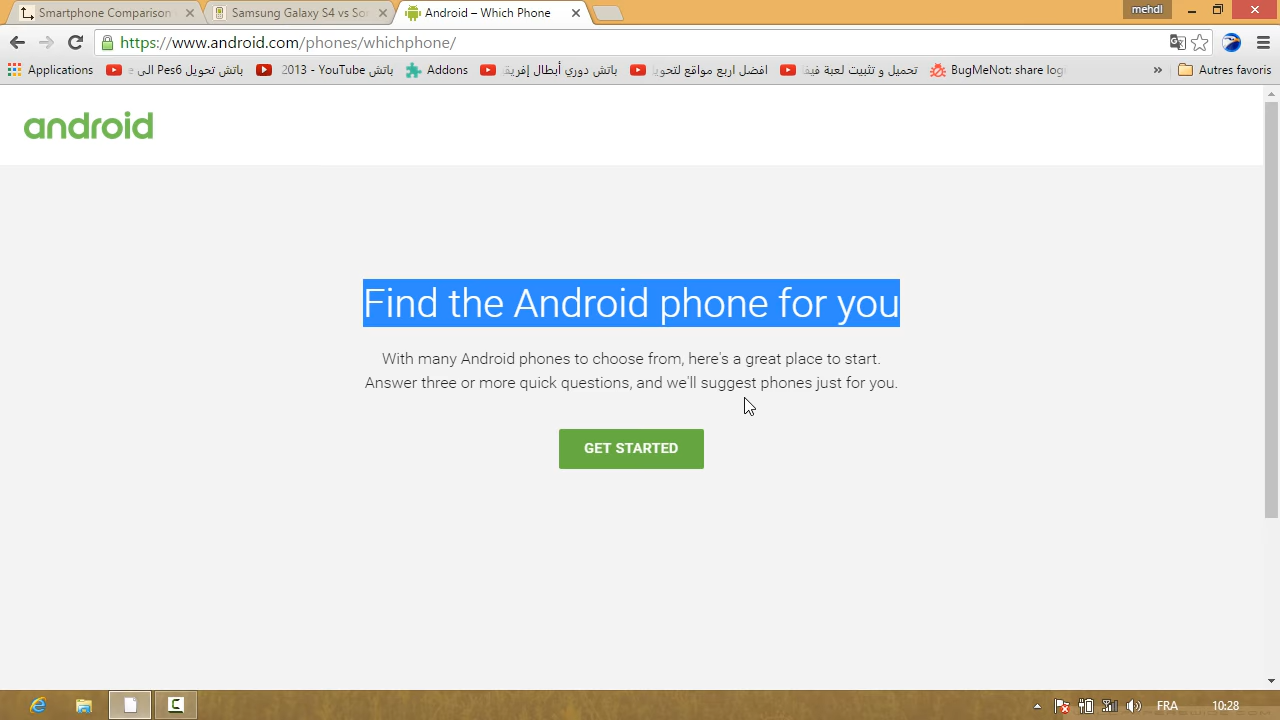 Smartphone Comparison
Samsung Galaxy S4 vs So
Android – Which Phone
mehdI
https://www.android.com/phones/whichphone/
Applications
باتش تحويل Pes6 الى
باتش 2013 - YouTube
Addons
باتش دوري أبطال إفريق
افضل اربع مواقع لتحويل
تحميل و تثبيت لعبة فيفا
BugMeNot: share log
»
Autres favoris
android
Find the Android phone for you
With many Android phones to choose from, here's a great place to start.
Answer three or more quick questions, and we'll suggest phones just for you.
GET STARTED
FRA
10:28